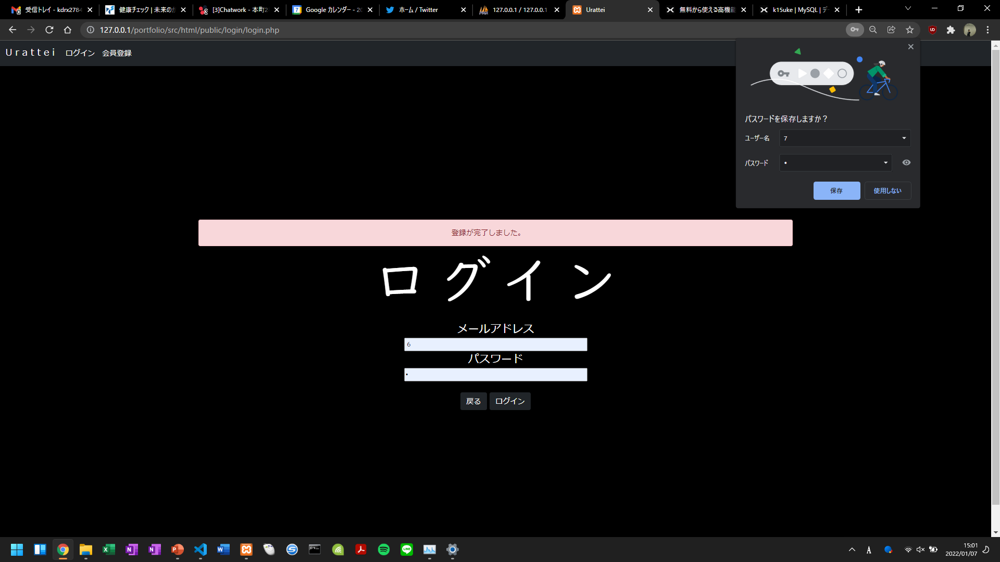 受信トレイ - kdrx2784
健康チェック | 未来の
[3]Chatwork - 本町2
Google カレンダー - 20
ホーム / Twitter
127.0.0.1 / 127.0.0.1
Urattei
無料から使える高機能
k15uke | MySQL | デ
127.0.0.1/portfolio/src/html/public/login/login.php
Urattei ログイン 会員登録
パスワードを保存しますか？
ユーザー名 7
パスワード •
保存 使用しない
登録が完了しました。
ログイン
メールアドレス
6
パスワード
•
戻る ログイン
A
15:01
2022/01/07